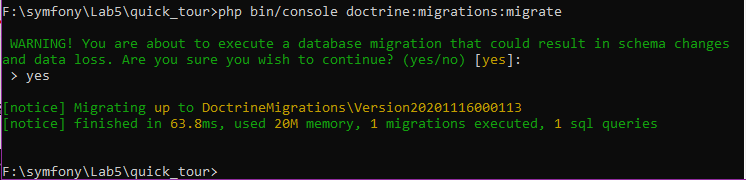 F:\symfony\Lab5\quick_tour>php bin/console doctrine:migrations:migrate
WARNING! You are about to execute a database migration that could result in schema changes
and data loss. Are you sure you wish to continue? (yes/no) [yes]:
> yes
[notice] Migrating up to DoctrineMigrations\Version20201116000113
[notice] finished in 63.8ms, used 20M memory, 1 migrations executed, 1 sql queries
F:\symfony\Lab5\quick_tour>